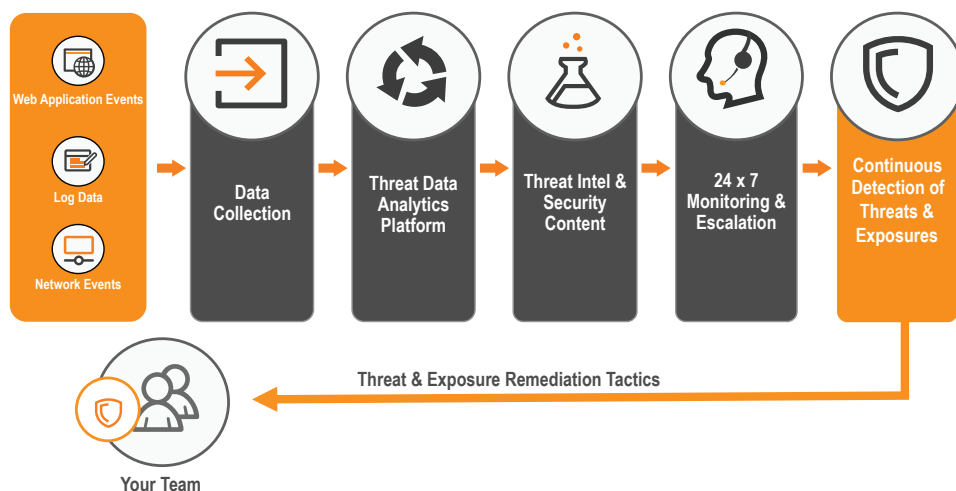 Web Application Events
Log Data
Network Events
Data
Collection
Threat Data
Analytics
Platform
Threat Intel &
Security
Content
24 x 7
Monitoring &
Escalation
Continuous
Detection of
Threats &
Exposures
Threat & Exposure Remediation Tactics
Your Team